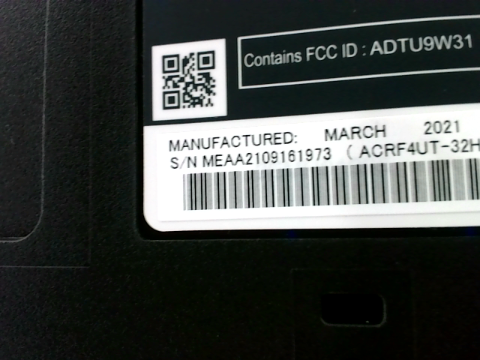 Contains FCC ID : ADTU9W31
MANUFACTURED: MARCH 2021
S/N MEAA2109161973 ( ACRF4UT-32H